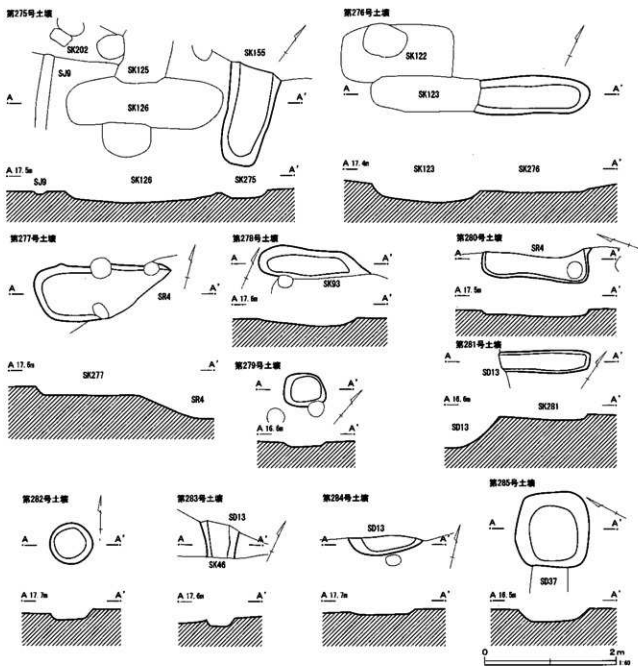 第275号土壙
SK202
SJ9
SK125
SK126
SK155
A
A'
A 17.5m
A'
SJ9
SK126
SK275
第276号土壙
SK122
SK123
A
A'
A 17.4m
A'
SK123
SK276
第277号土壙
A
A'
SR4
A 17.5m
A'
SK277
SR4
第278号土壙
A
A'
SK93
A 17.6m
A'
第279号土壙
A
A'
A 16.6m
A'
第280号土壙
SR4
A
A'
A 17.5m
A'
第281号土壙
A
A'
SD13
A 16.6m
A'
SK281
SD13
第282号土壙
A
A'
A 17.7m
A'
第283号土壙
SD13
A
A'
SK46
A 17.6m
A'
第284号土壙
SD13
A
A'
A 17.7m
A'
第285号土壙
A
A'
SD37
A 16.5m
A'
0
2m
1:60